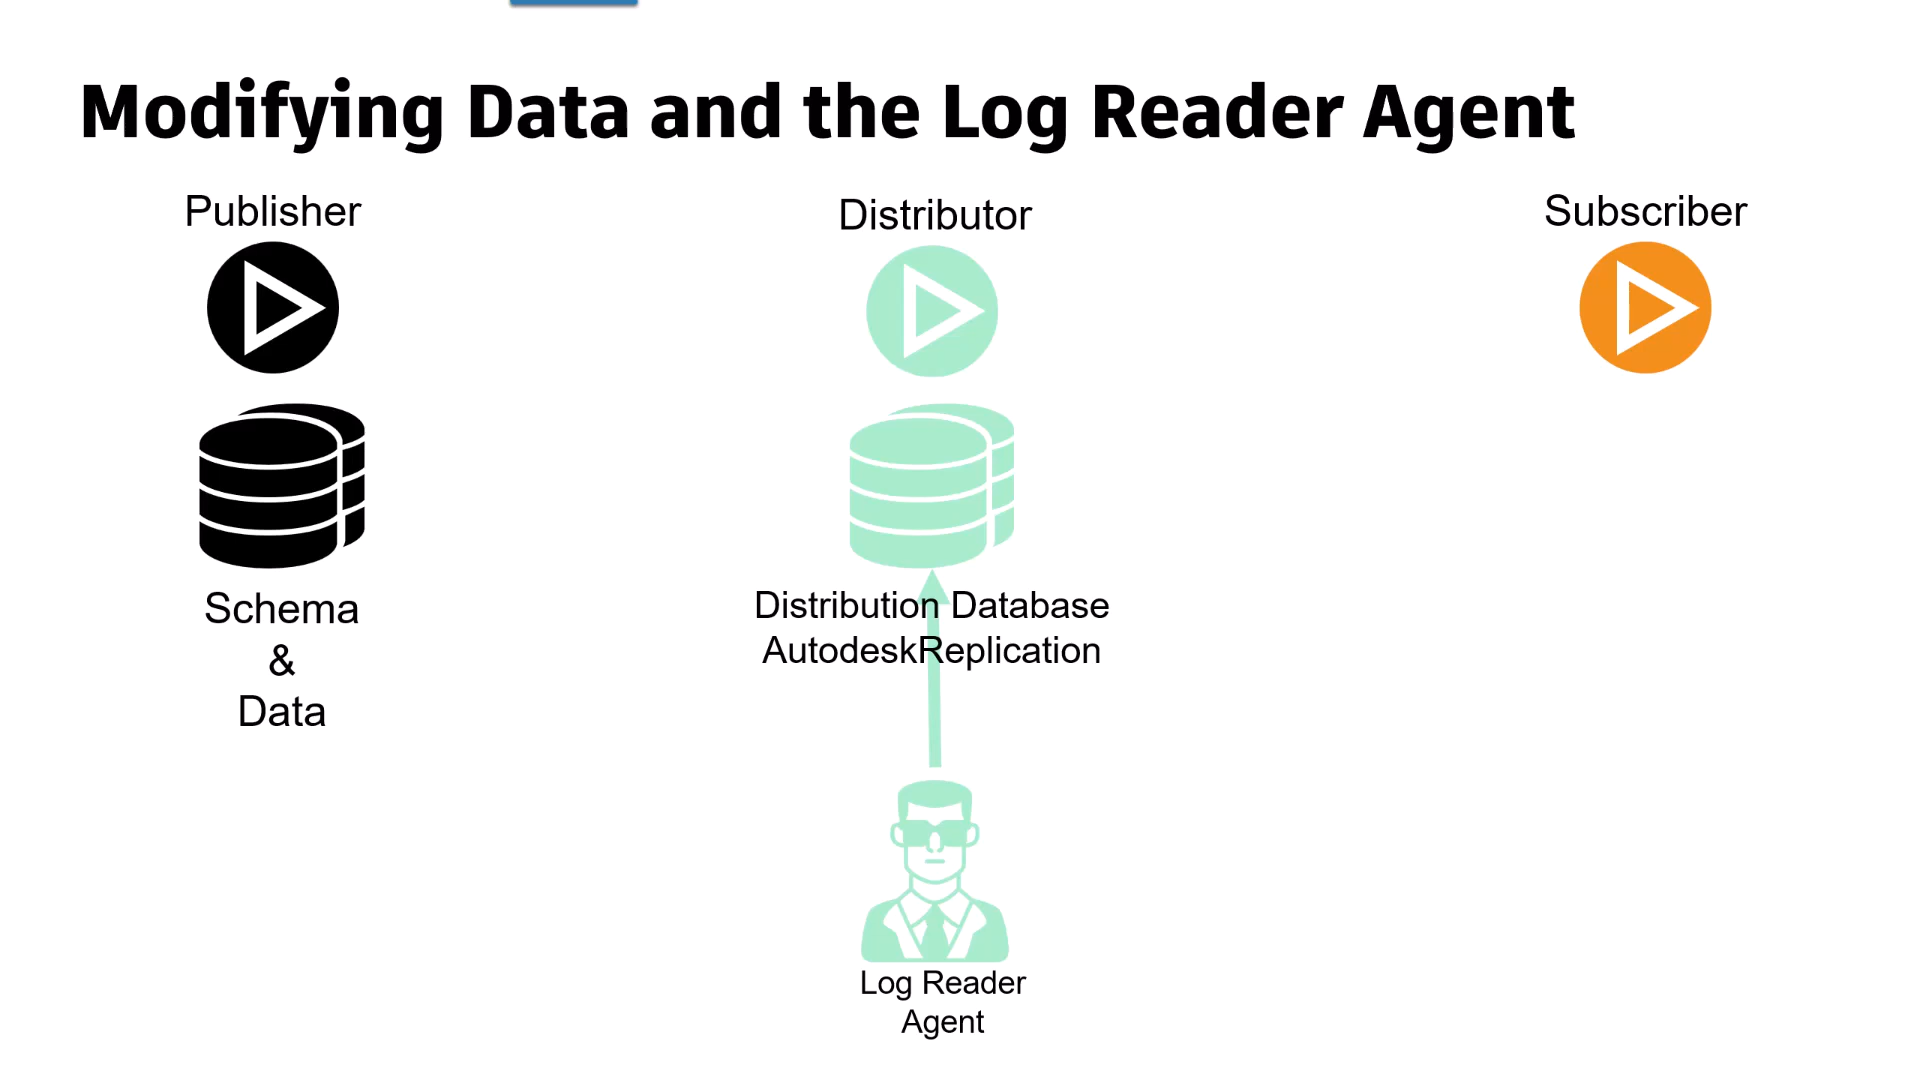 Modifying Data and the Log Reader Agent
Publisher
Distributor
Subscriber
Schema
&
Data
Distribution Database
AutodeskReplication
Log Reader
Agent